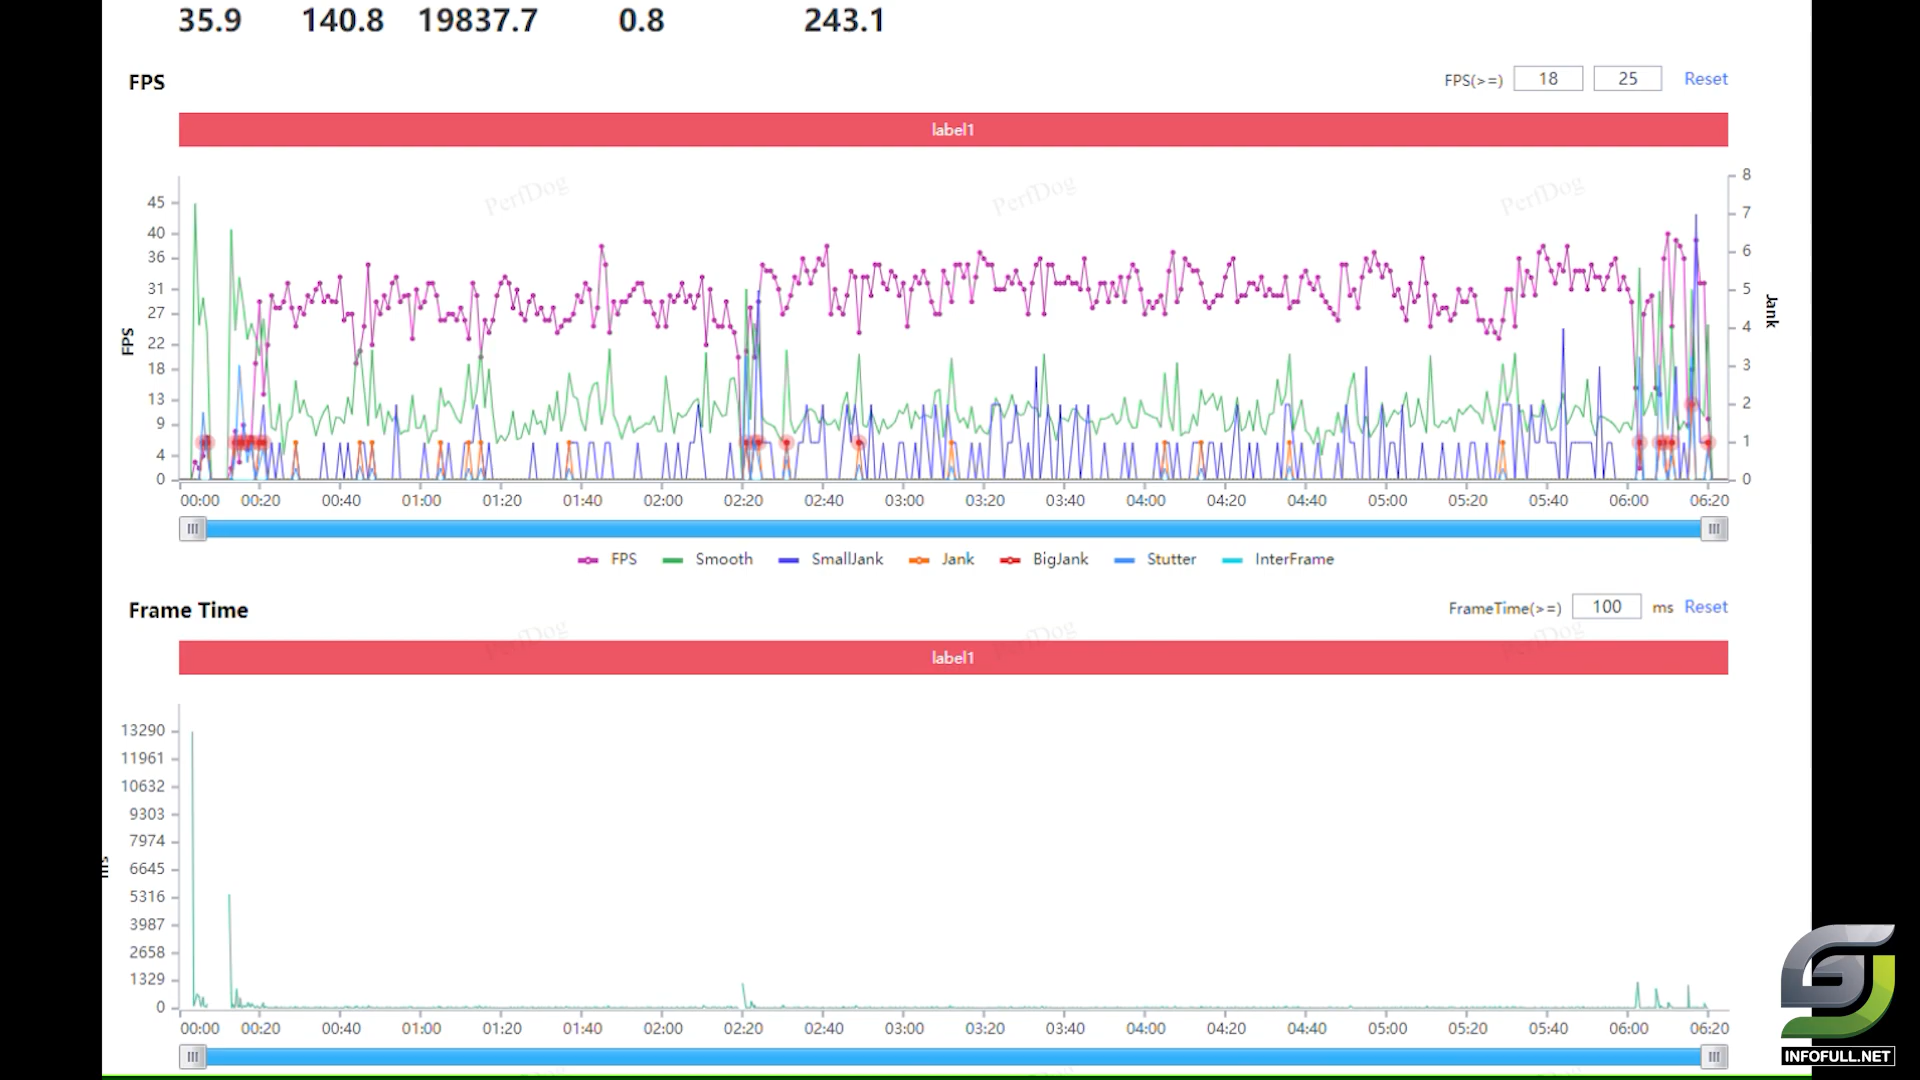 35.9 140.8 19837.7 0.8 243.1
FPS
FPS(>=) 18 25 Reset
label1
PerfDog PerfDog PerfDog
45
40
36
31
27
22
18
13
9
4
0
FPS
8
7
6
5
4
3
2
1
0
Jank
00:00 00:20 00:40 01:00 01:20 01:40 02:00 02:20 02:40 03:00 03:20 03:40 04:00 04:20 04:40 05:00 05:20 05:40 06:00 06:20
FPS Smooth SmallJank Jank BigJank Stutter InterFrame
Frame Time
FrameTime(>=) 100 ms Reset
PerfDog PerfDog PerfDog
label1
13290
11961
10632
9303
7974
6645
5316
3987
2658
1329
0
ms
00:00 00:20 00:40 01:00 01:20 01:40 02:00 02:20 02:40 03:00 03:20 03:40 04:00 04:20 04:40 05:00 05:20 05:40 06:00 06:20
INFOFULL.NET